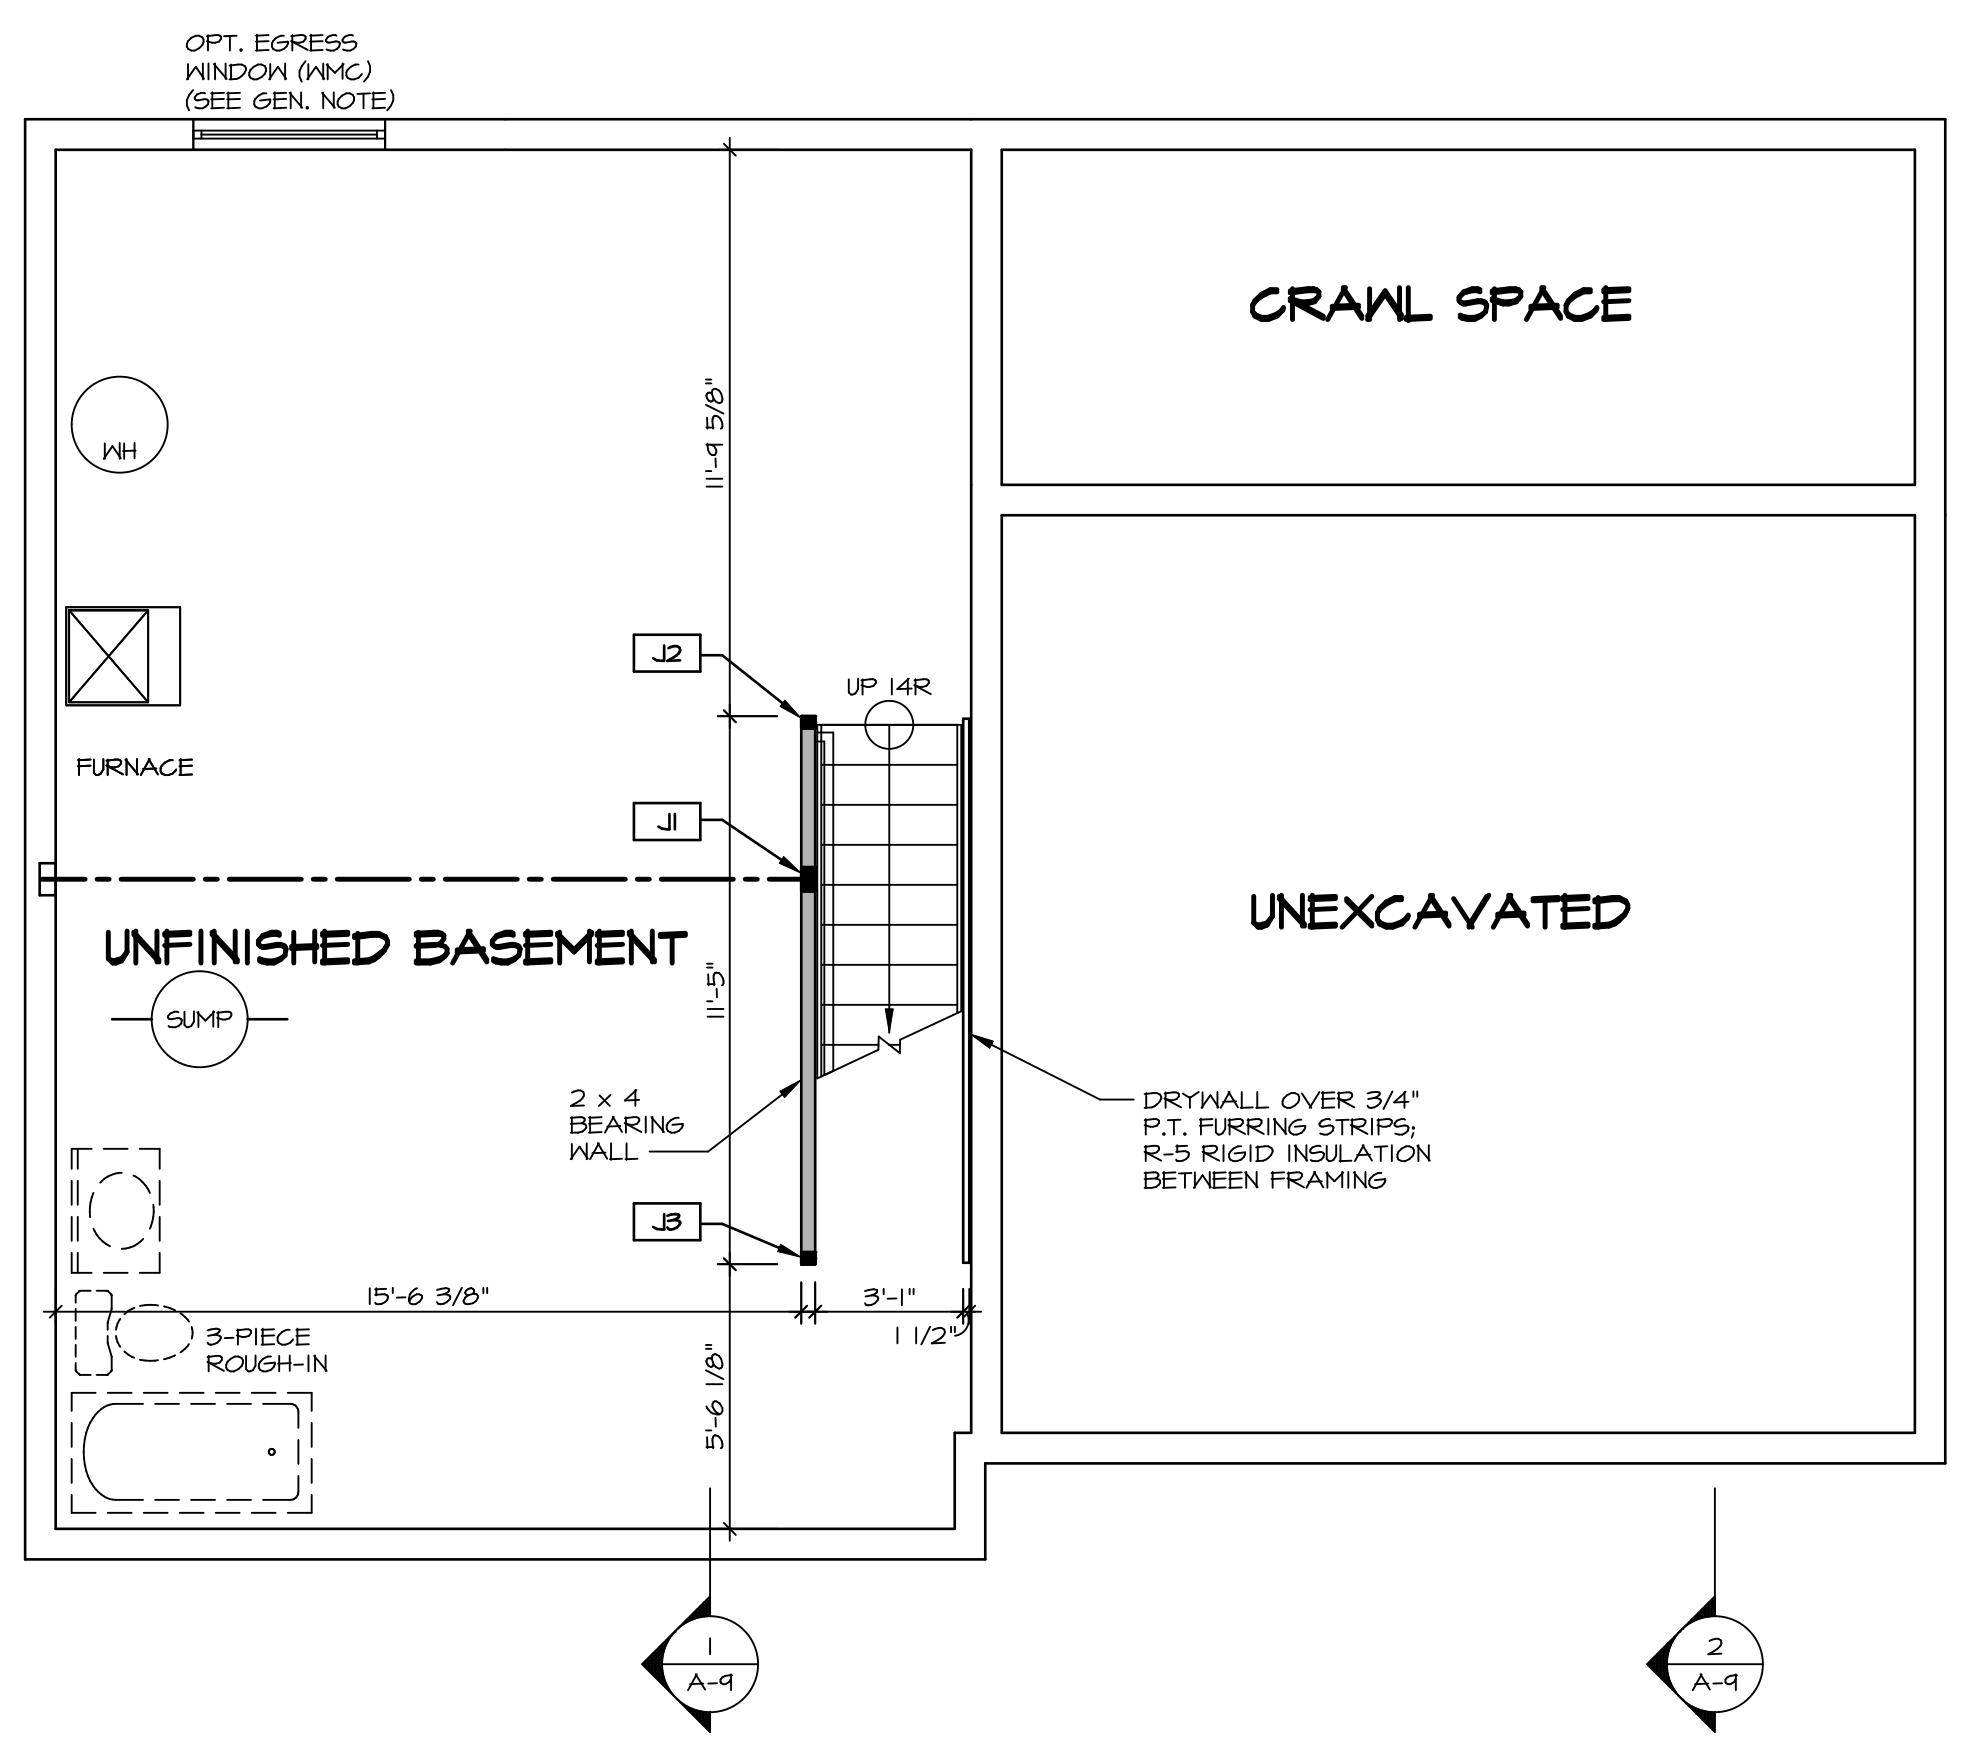 OPT. EGRESS
WINDOW (WMC)
(SEE GEN. NOTE)
CRAWL SPACE
11'-9 5/8"
WH
J2
UP 14R
FURNACE
J1
UNEXCAVATED
UNFINISHED BASEMENT
11'-5"
SUMP
2 x 4
BEARING
WALL
DRYWALL OVER 3/4"
P.T. FURRING STRIPS;
R-5 RIGID INSULATION
BETWEEN FRAMING
J3
15'-6 3/8"
3'-1"
1 1/2"
3-PIECE
ROUGH-IN
5'-6 1/8"
1
A-9
2
A-9